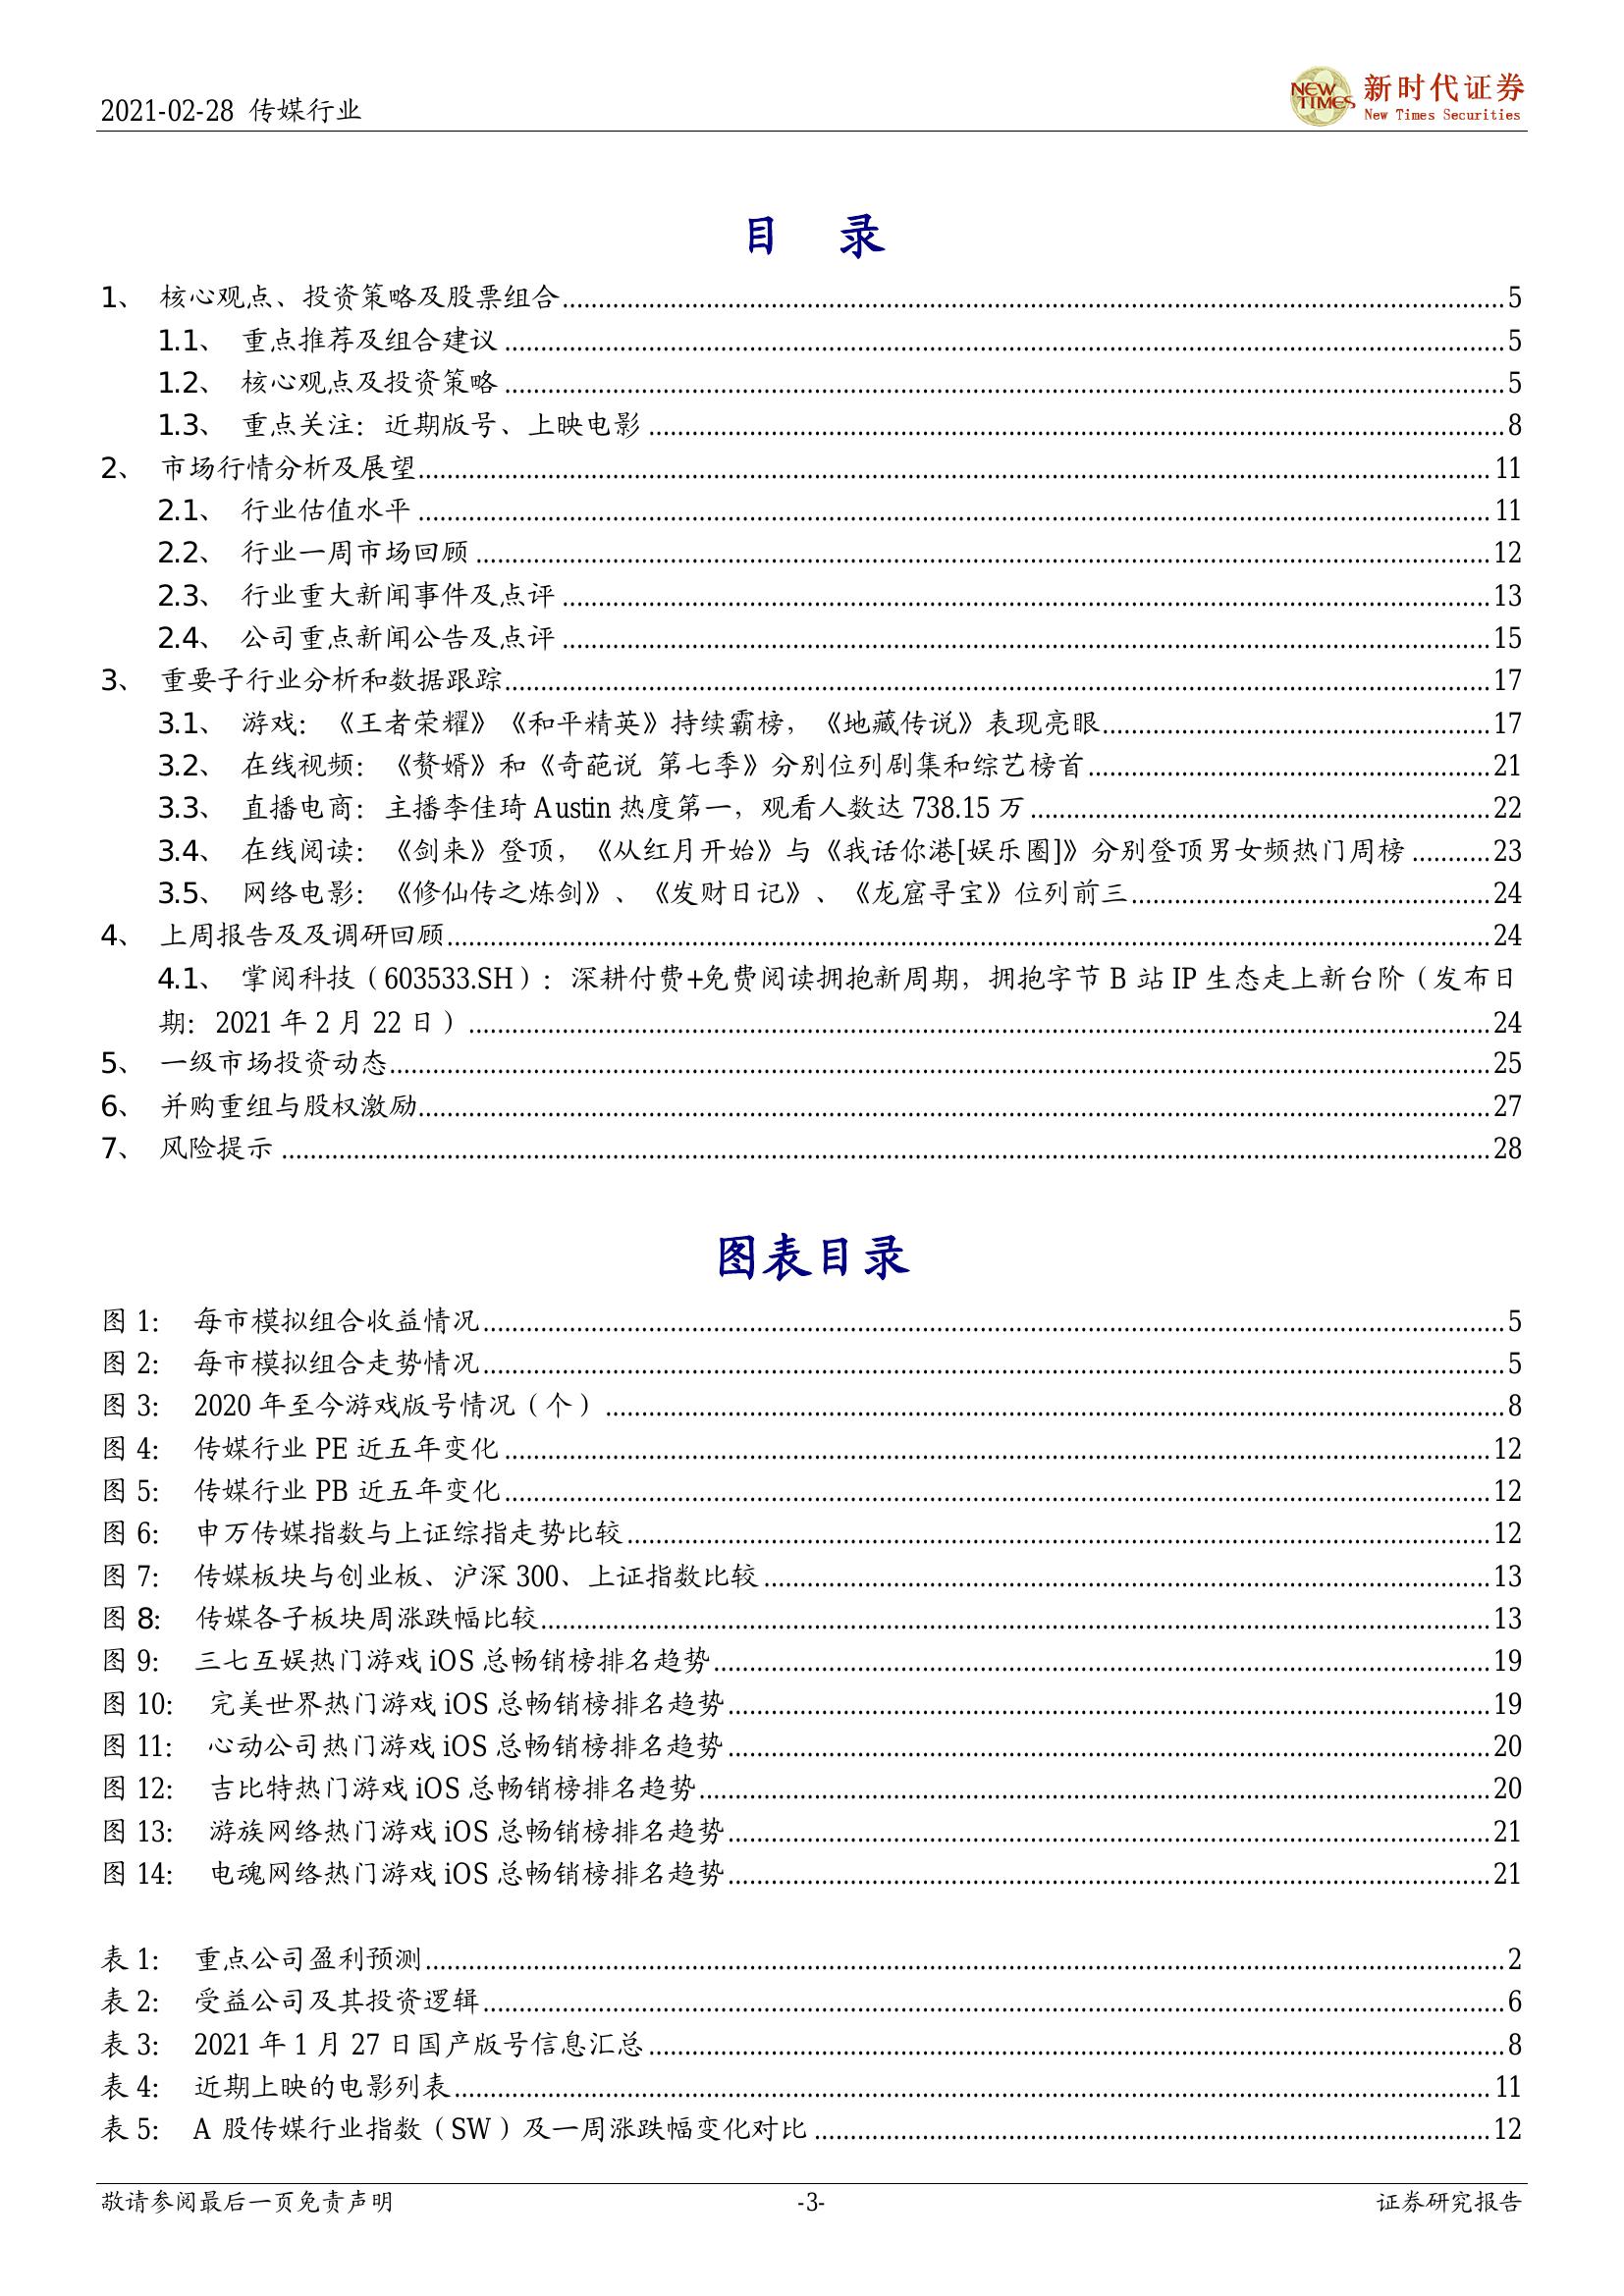 2021-02-28 传媒行业
NEW TIMES 新时代证券
New Times Securities
目 录
1、 核心观点、投资策略及股票组合 5
1.1、 重点推荐及组合建议 5
1.2、 核心观点及投资策略 5
1.3、 重点关注：近期版号、上映电影 8
2、 市场行情分析及展望 11
2.1、 行业估值水平 11
2.2、 行业一周市场回顾 12
2.3、 行业重大新闻事件及点评 13
2.4、 公司重点新闻公告及点评 15
3、 重要子行业分析和数据跟踪 17
3.1、 游戏：《王者荣耀》《和平精英》持续霸榜，《地藏传说》表现亮眼 17
3.2、 在线视频：《赘婿》和《奇葩说 第七季》分别位列剧集和综艺榜首 21
3.3、 直播电商：主播李佳琦 Austin 热度第一，观看人数达 738.15 万 22
3.4、 在线阅读：《剑来》登顶，《从红月开始》与《我话你港[娱乐圈]》分别登顶男女频热门周榜 23
3.5、 网络电影：《修仙传之炼剑》、《发财日记》、《龙窟寻宝》位列前三 24
4、 上周报告及及调研回顾 24
4.1、 掌阅科技（603533.SH）：深耕付费+免费阅读拥抱新周期，拥抱字节 B 站 IP 生态走上新台阶（发布日
期：2021 年 2 月 22 日） 24
5、 一级市场投资动态 25
6、 并购重组与股权激励 27
7、 风险提示 28
图表目录
图 1： 每市模拟组合收益情况 5
图 2： 每市模拟组合走势情况 5
图 3： 2020 年至今游戏版号情况（个） 8
图 4： 传媒行业 PE 近五年变化 12
图 5： 传媒行业 PB 近五年变化 12
图 6： 申万传媒指数与上证综指走势比较 12
图 7： 传媒板块与创业板、沪深 300、上证指数比较 13
图 8： 传媒各子板块周涨跌幅比较 13
图 9： 三七互娱热门游戏 iOS 总畅销榜排名趋势 19
图 10： 完美世界热门游戏 iOS 总畅销榜排名趋势 19
图 11： 心动公司热门游戏 iOS 总畅销榜排名趋势 20
图 12： 吉比特热门游戏 iOS 总畅销榜排名趋势 20
图 13： 游族网络热门游戏 iOS 总畅销榜排名趋势 21
图 14： 电魂网络热门游戏 iOS 总畅销榜排名趋势 21
表 1： 重点公司盈利预测 2
表 2： 受益公司及其投资逻辑 6
表 3： 2021 年 1 月 27 日国产版号信息汇总 8
表 4： 近期上映的电影列表 11
表 5： A 股传媒行业指数（SW）及一周涨跌幅变化对比 12
敬请参阅最后一页免责声明 -3- 证券研究报告